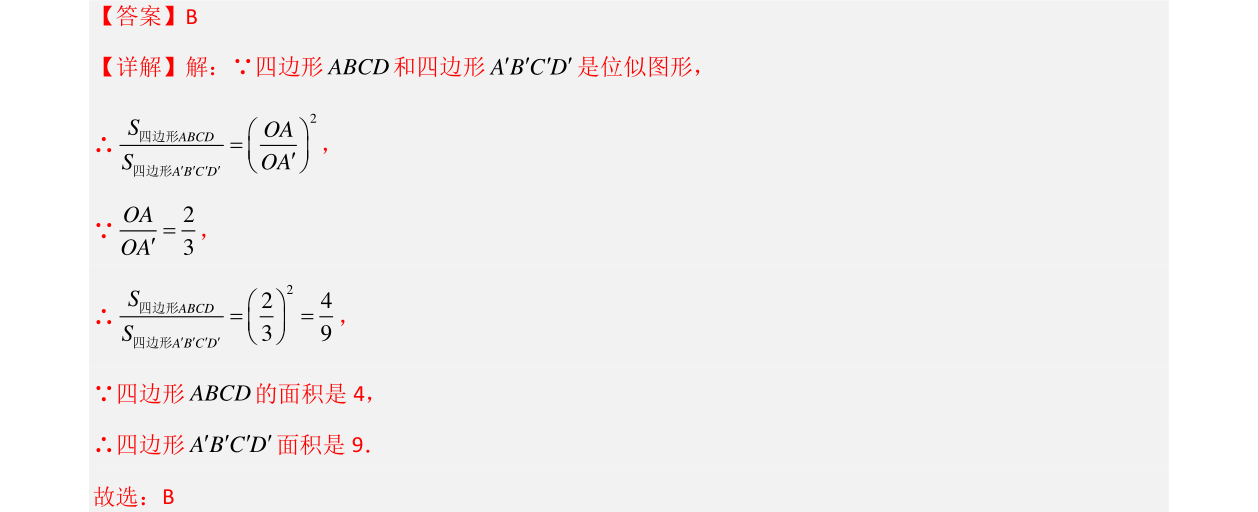 【答案】B
【详解】解：∵四边形 ABCD 和四边形 A′B′C′D′ 是位似图形，
∴ S四边形ABCD / S四边形A′B′C′D′ = (OA / OA′)²，
∵ OA / OA′ = 2 / 3，
∴ S四边形ABCD / S四边形A′B′C′D′ = (2 / 3)² = 4 / 9，
∵四边形 ABCD 的面积是 4，
∴四边形 A′B′C′D′ 面积是 9．
故选：B